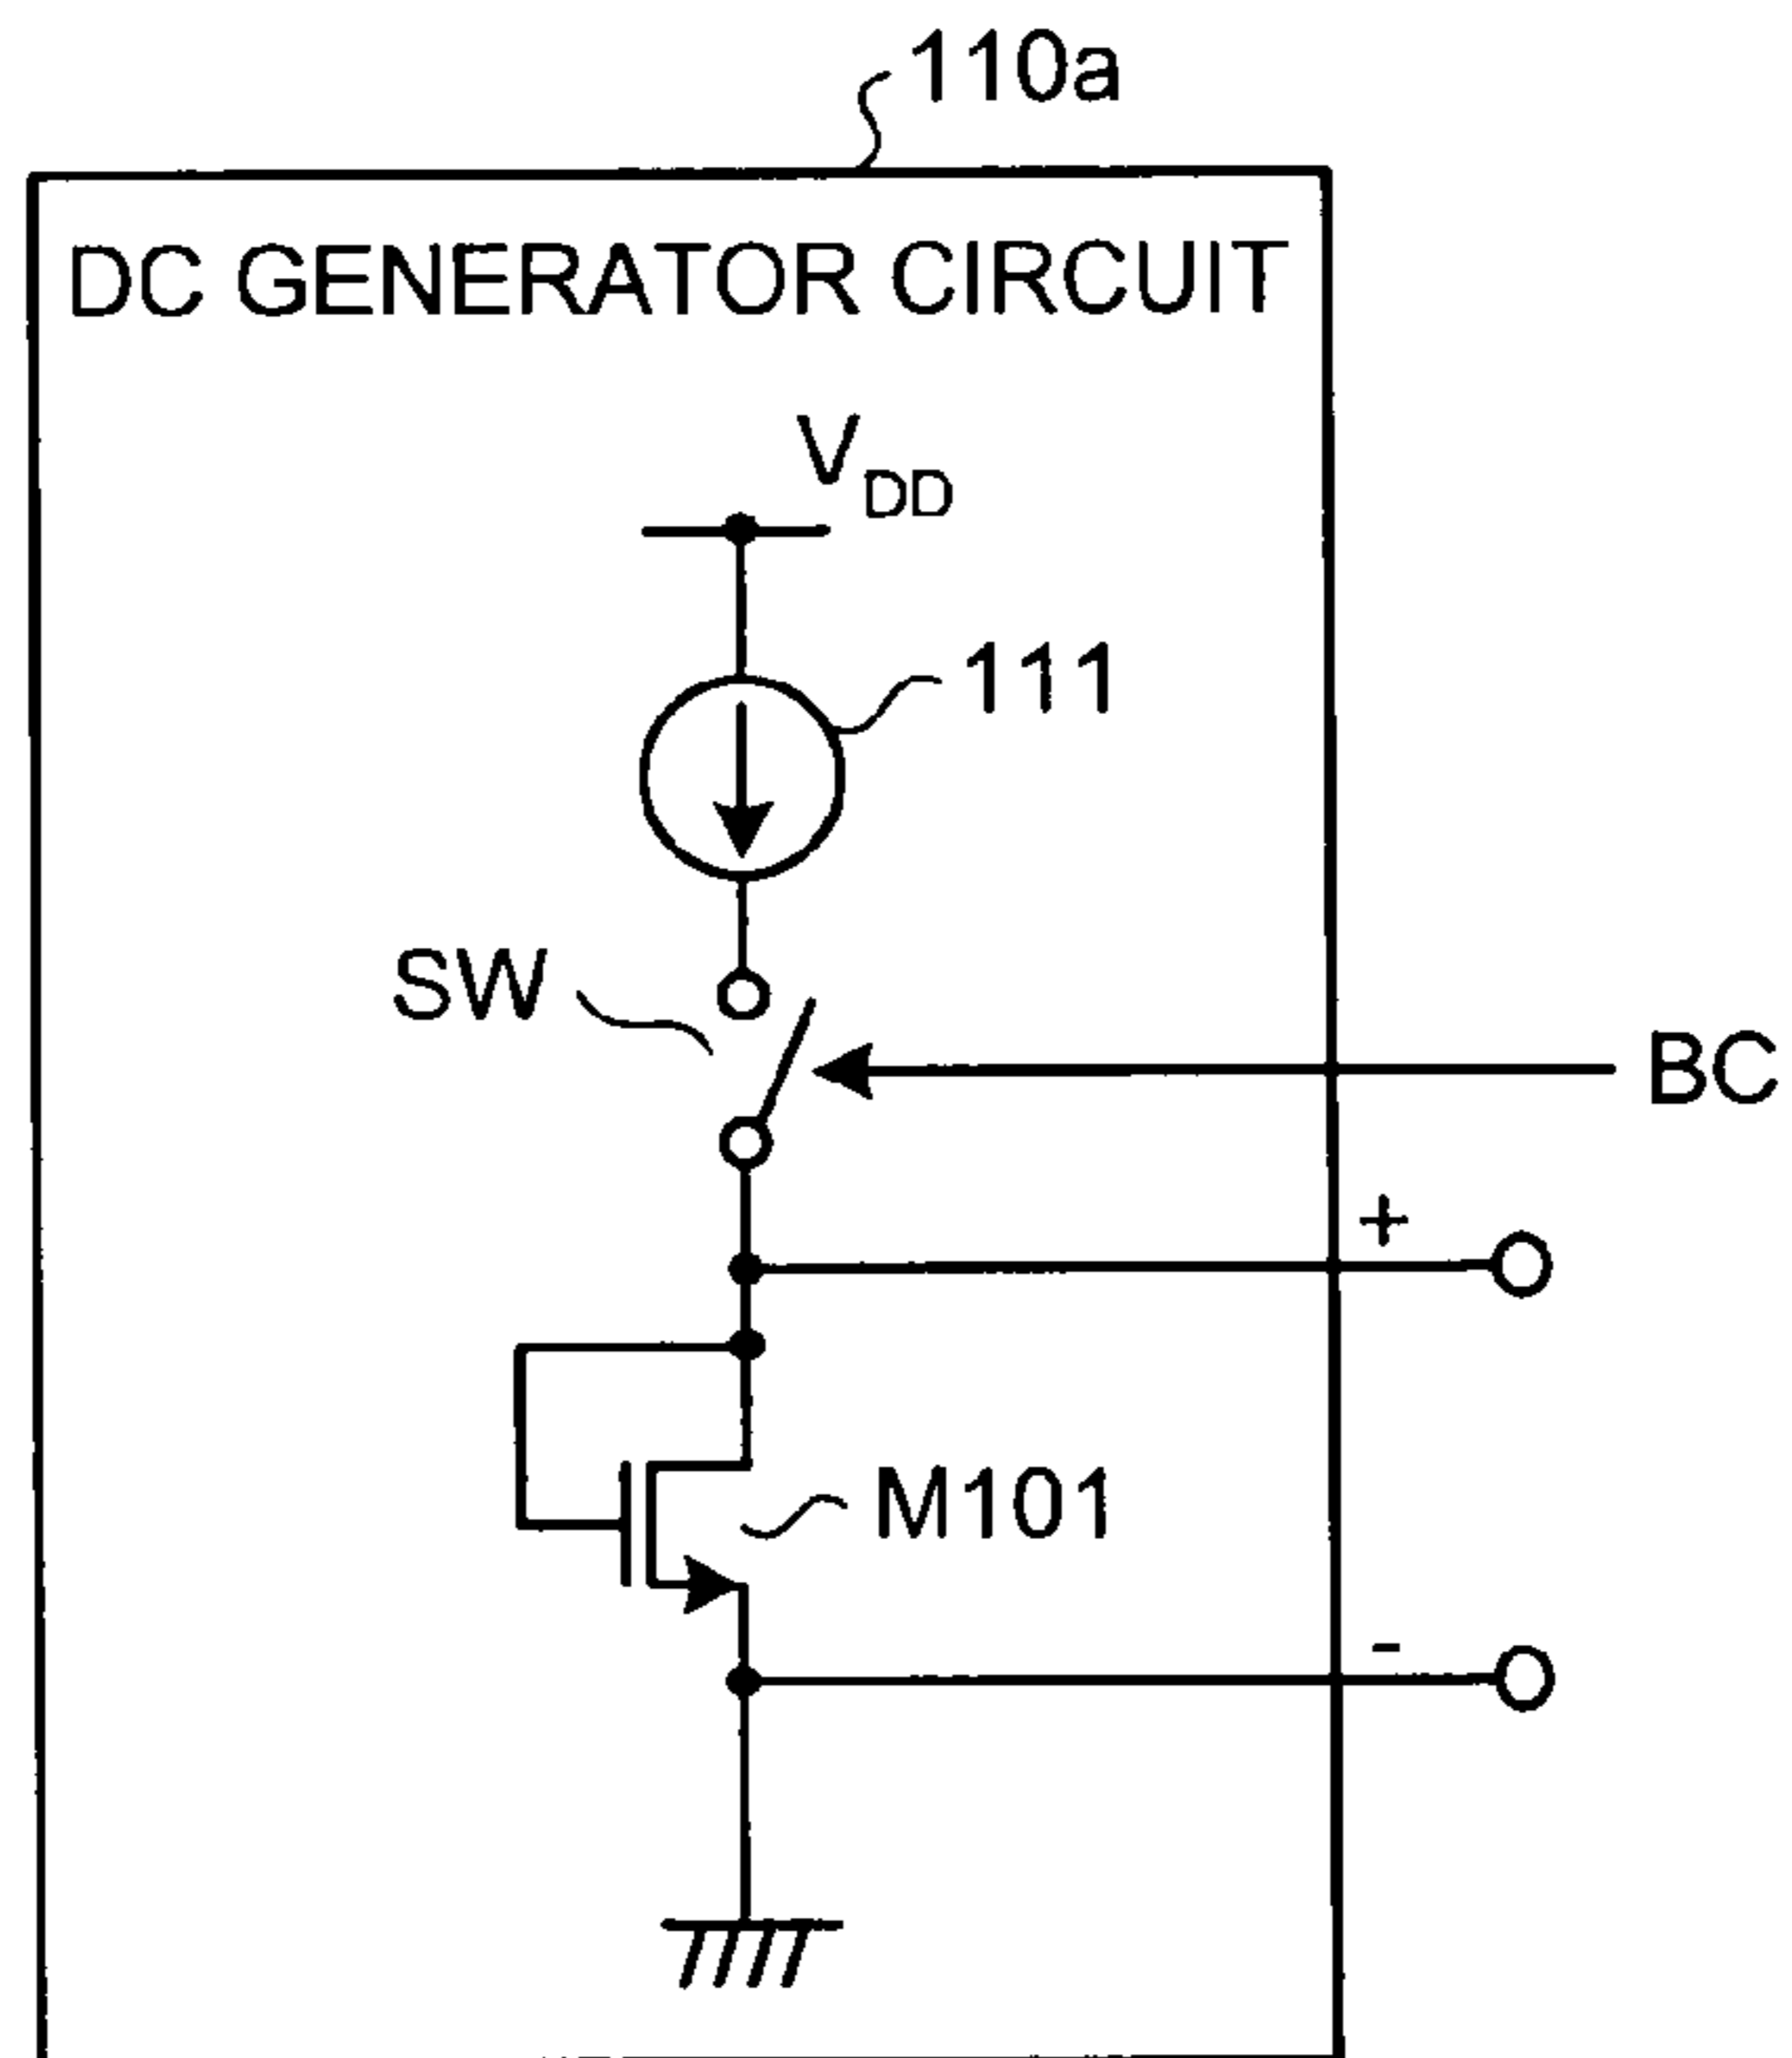 110a
DC GENERATOR CIRCUIT
VDD
111
SW
BC
+
M101
-